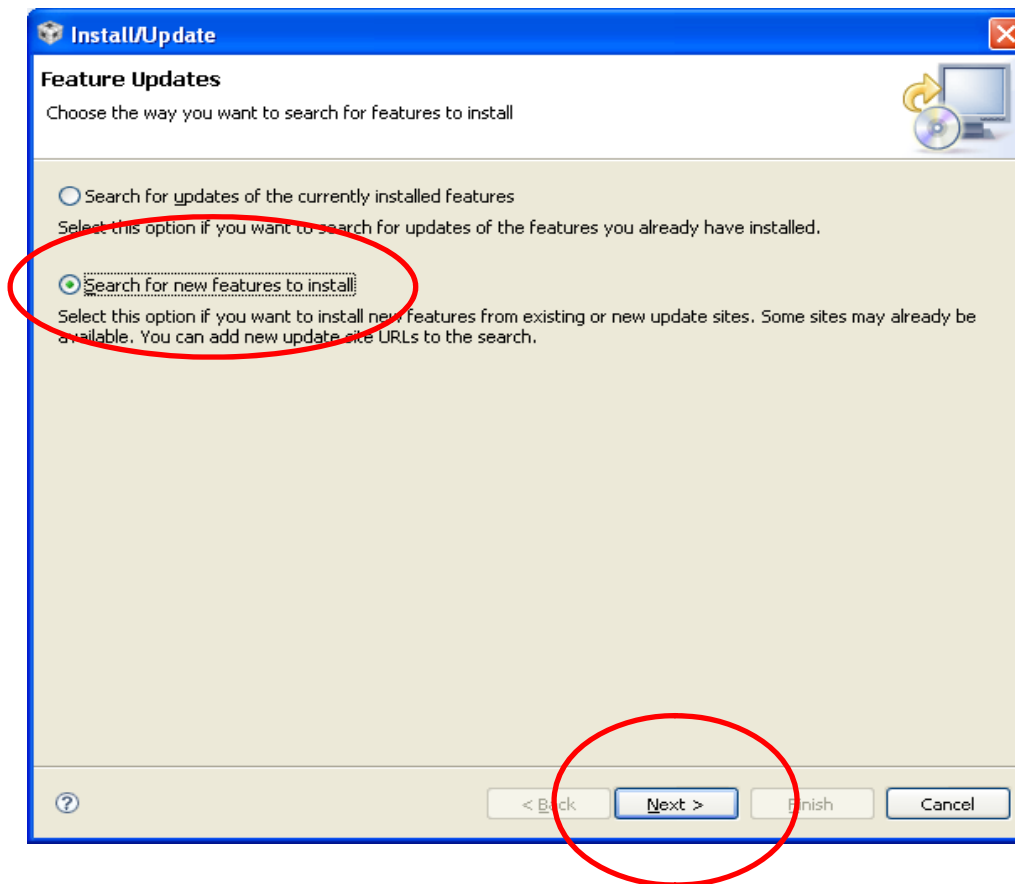 Install/Update
Feature Updates
Choose the way you want to search for features to install
Search for updates of the currently installed features
Select this option if you want to search for updates of the features you already have installed.
Search for new features to install
Select this option if you want to install new features from existing or new update sites. Some sites may already be
available. You can add new update site URLs to the search.
? < Back Next > Finish Cancel